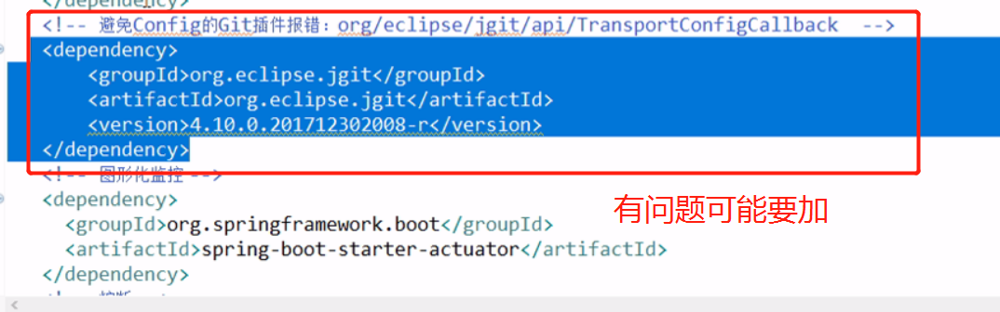 </dependency>
<!-- 避免Config的Git插件报错：org/eclipse/jgit/api/TransportConfigCallback -->
<dependency>
<groupId>org.eclipse.jgit</groupId>
<artifactId>org.eclipse.jgit</artifactId>
<version>4.10.0.201712302008-r</version>
</dependency>
<!-- 图形化监控 -->
<dependency>
<groupId>org.springframework.boot</groupId>
有问题可能要加
<artifactId>spring-boot-starter-actuator</artifactId>
</dependency>